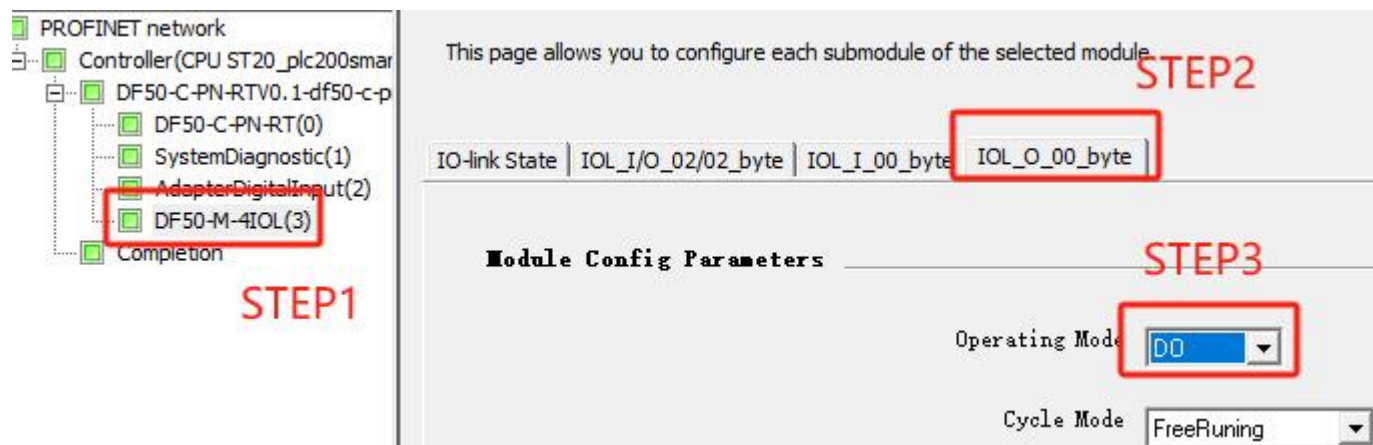 PROFINET network
Controller(CPU ST20_plc200smar
DF50-C-PN-RTV0.1-df50-c-p
DF50-C-PN-RT(0)
SystemDiagnostic(1)
AdapterDigitalInput(2)
DF50-M-4IOL(3)
Completion
STEP1
This page allows you to configure each submodule of the selected module
STEP2
IO-link State IOL_I/O_02/02_byte IOL_I_00_byte IOL_O_00_byte
Module Config Parameters
STEP3
Operating Mode DO
Cycle Mode FreeRuning